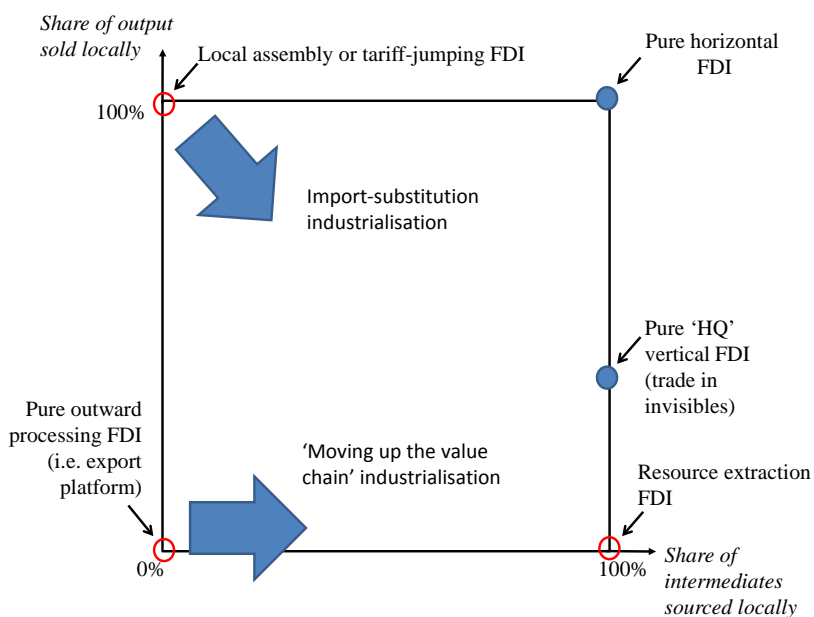 Share of output
sold locally
Local assembly or tariff-jumping FDI
Pure horizontal
FDI
100%
Import-substitution
industrialisation
Pure ‘HQ’
vertical FDI
(trade in
invisibles)
Pure outward
processing FDI
(i.e. export
platform)
‘Moving up the value
chain’ industrialisation
Resource extraction
FDI
0%
100%
Share of
intermediates
sourced locally